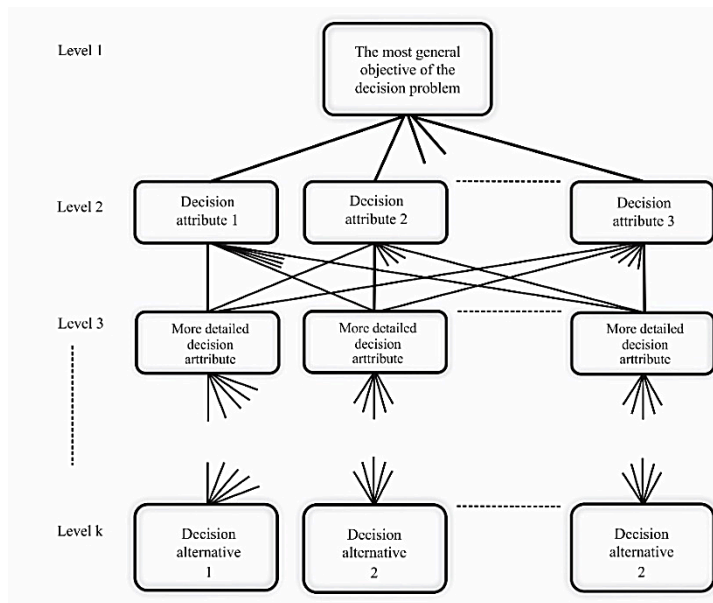 Level 1
The most general
objective of the
decision problem
Level 2
Decision
attribute 1
Decision
attribute 2
Decision
attribute 3
Level 3
More detailed
decision
arttribute
More detailed
decision
arttribute
More detailed
decision
arttribute
Level k
Decision
alternative
1
Decision
alternative
2
Decision
alternative
2